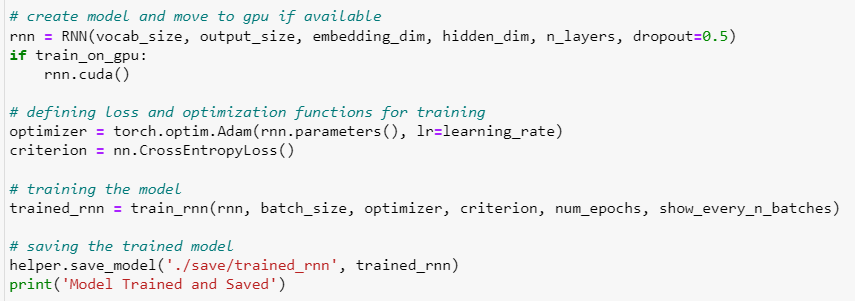 # create model and move to gpu if available
rnn = RNN(vocab_size, output_size, embedding_dim, hidden_dim, n_layers, dropout=0.5)
if train_on_gpu:
    rnn.cuda()

# defining loss and optimization functions for training
optimizer = torch.optim.Adam(rnn.parameters(), lr=learning_rate)
criterion = nn.CrossEntropyLoss()

# training the model
trained_rnn = train_rnn(rnn, batch_size, optimizer, criterion, num_epochs, show_every_n_batches)

# saving the trained model
helper.save_model('./save/trained_rnn', trained_rnn)
print('Model Trained and Saved')